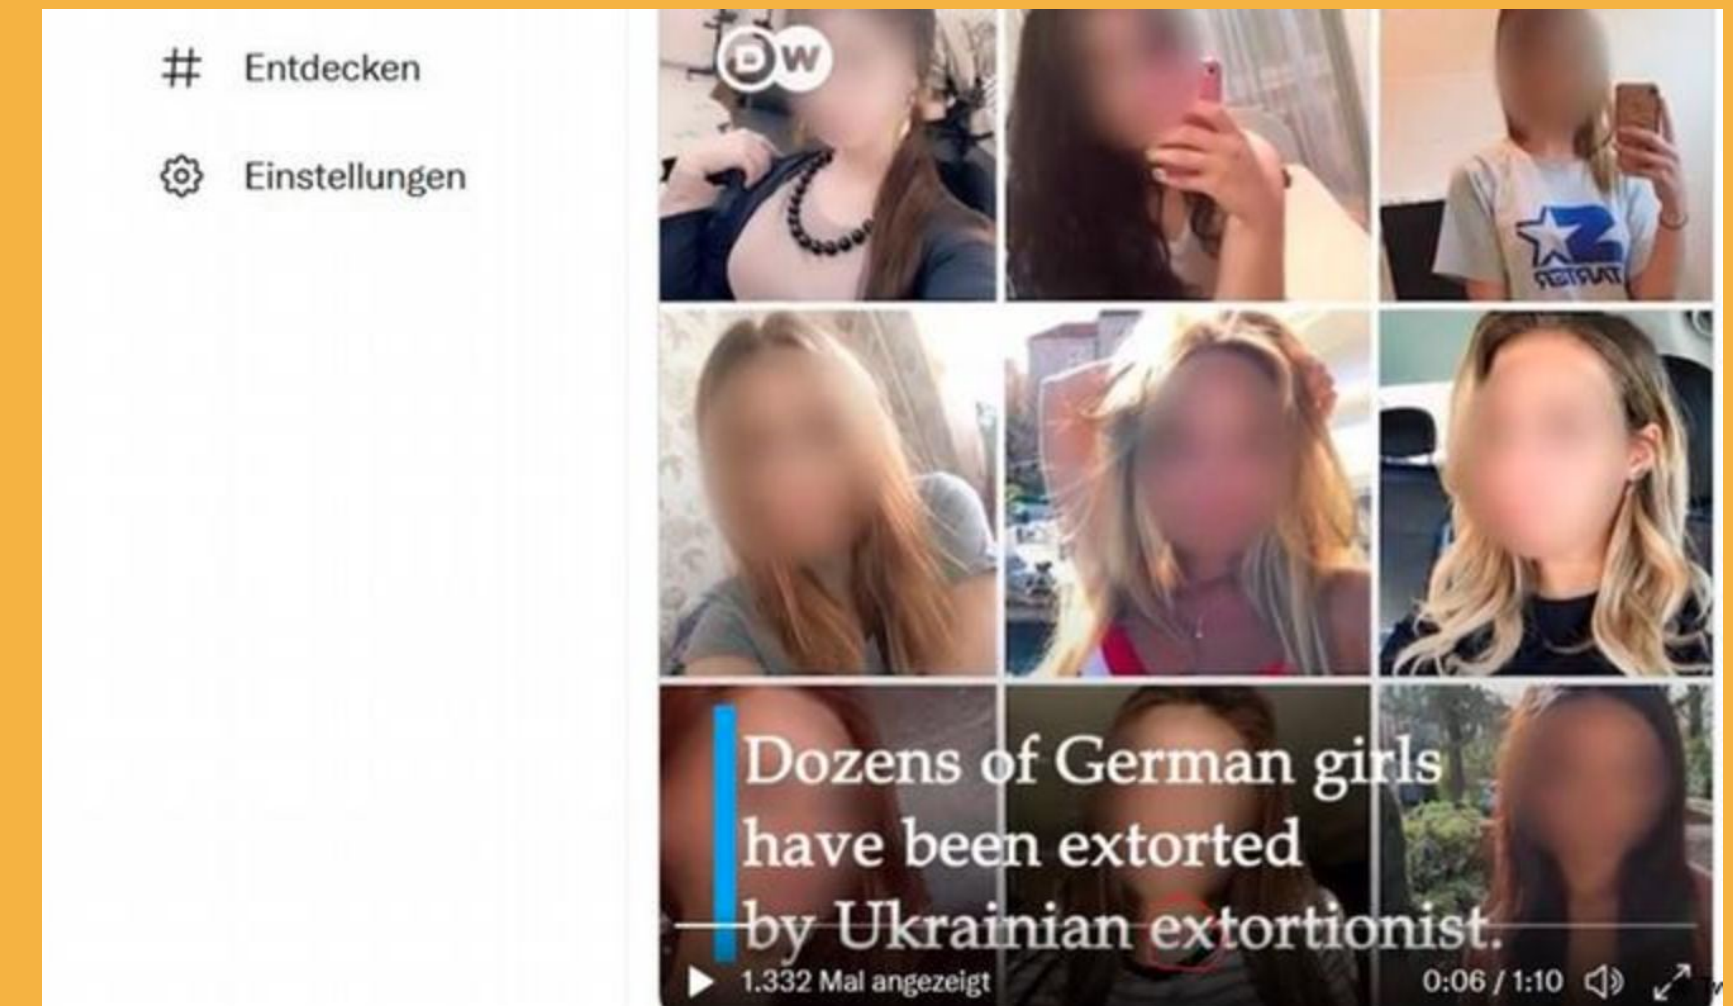 # Entdecken
Einstellungen
DW
Dozens of German girls
have been extorted
by Ukrainian extortionist.
1.332 Mal angezeigt
0:06 / 1:10